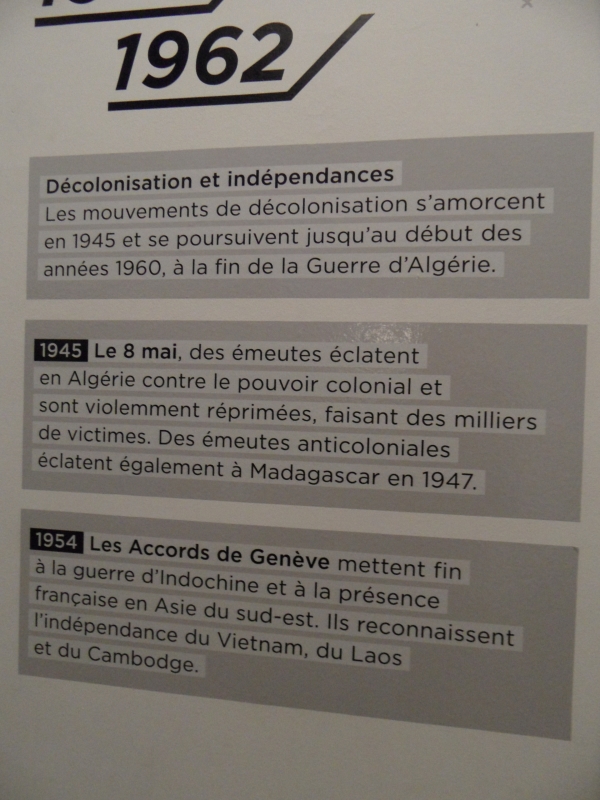 1962
Décolonisation et indépendances
Les mouvements de décolonisation s'amorcent
en 1945 et se poursuivent jusqu'au début des
années 1960, à la fin de la Guerre d'Algérie.
1945 Le 8 mai, des émeutes éclatent
en Algérie contre le pouvoir colonial et
sont violemment réprimées, faisant des milliers
de victimes. Des émeutes anticoloniales
éclatent également à Madagascar en 1947.
1954 Les Accords de Genève mettent fin
à la guerre d'Indochine et à la présence
française en Asie du sud-est. Ils reconnaissent
l'indépendance du Vietnam, du Laos
et du Cambodge.